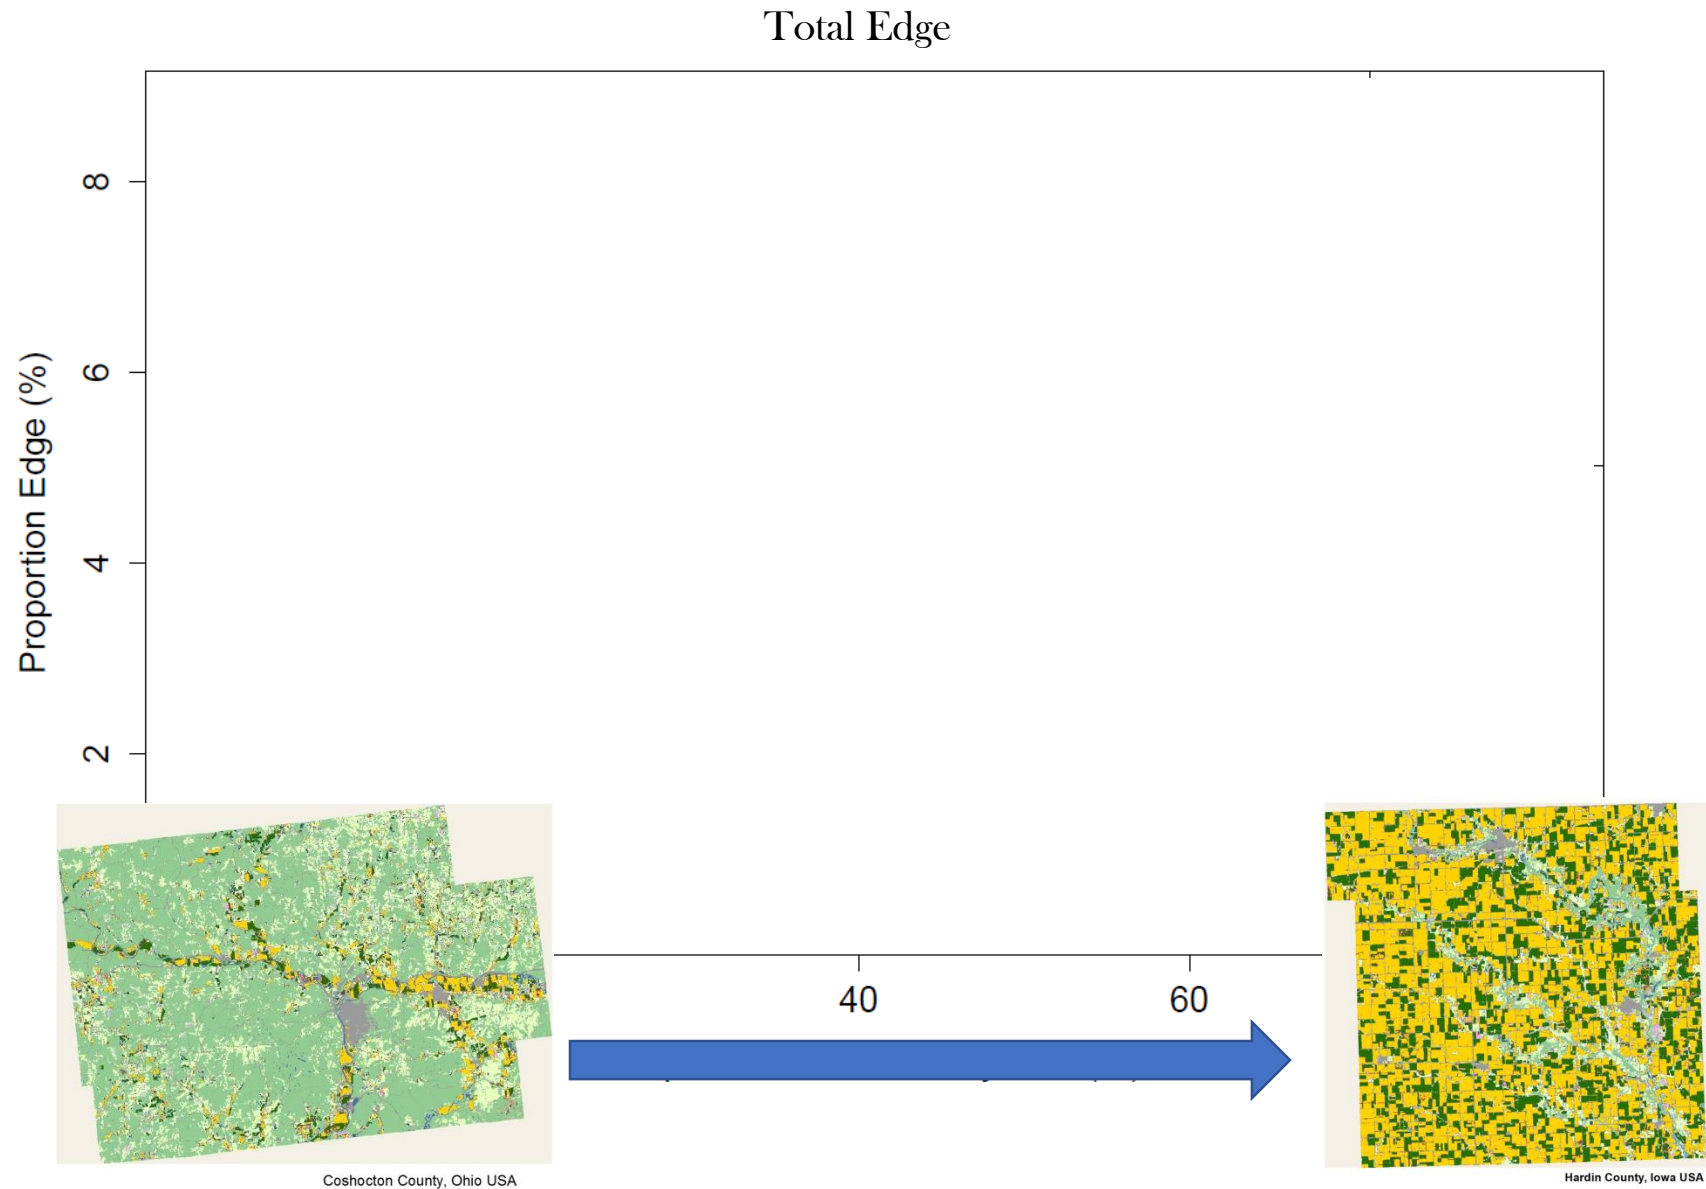 Total Edge
Proportion Edge (%)
8
6
4
2
40
60
Coshocton County, Ohio USA
Hardin County, Iowa USA